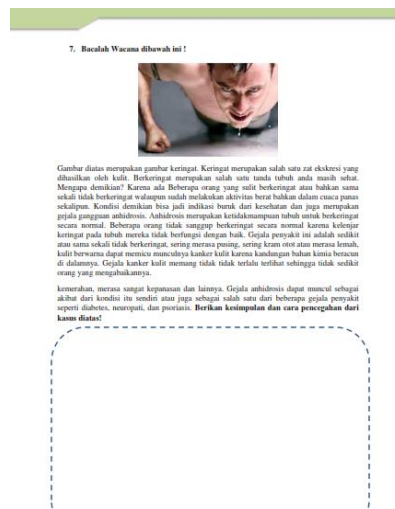 7. Bacalah Wacana dibawah ini !
Gambar diatas merupakan gambar keringat. Keringat merupakan salah satu zat ekskresi yang
dihasilkan oleh kulit. Berkeringat merupakan salah satu tanda tubuh anda masih sehat.
Mengapa demikian? Karena ada Beberapa orang yang sulit berkeringat atau bahkan sama
sekali tidak berkeringat walaupun sudah melakukan aktivitas berat bahkan dalam cuaca panas
sekalipun. Kondisi demikian bisa jadi indikasi buruk dari kesehatan dan juga merupakan
gejala gangguan anhidrosis. Anhidrosis merupakan ketidakmampuan tubuh untuk berkeringat
secara normal. Beberapa orang tidak sanggup berkeringat secara normal karena kelenjar
keringat pada tubuh mereka tidak berfungsi dengan baik. Gejala penyakit ini adalah sedikit
atau sama sekali tidak berkeringat, sering merasa pusing, sering kram otot atau merasa lemah,
kulit berwarna dapat memicu munculnya kanker kulit karena kandungan bahan kimia beracun
di dalamnya. Gejala kanker kulit memang tidak tidak terlalu terlihat sehingga tidak sedikit
orang yang mengabaikannya.
kemerahan, merasa sangat kepanasan dan lainnya. Gejala anhidrosis dapat muncul sebagai
akibat dari kondisi itu sendiri atau juga sebagai salah satu dari beberapa gejala penyakit
seperti diabetes, neuropati, dan psoriasis. Berikan kesimpulan dan cara pencegahan dari
kasus diatas!